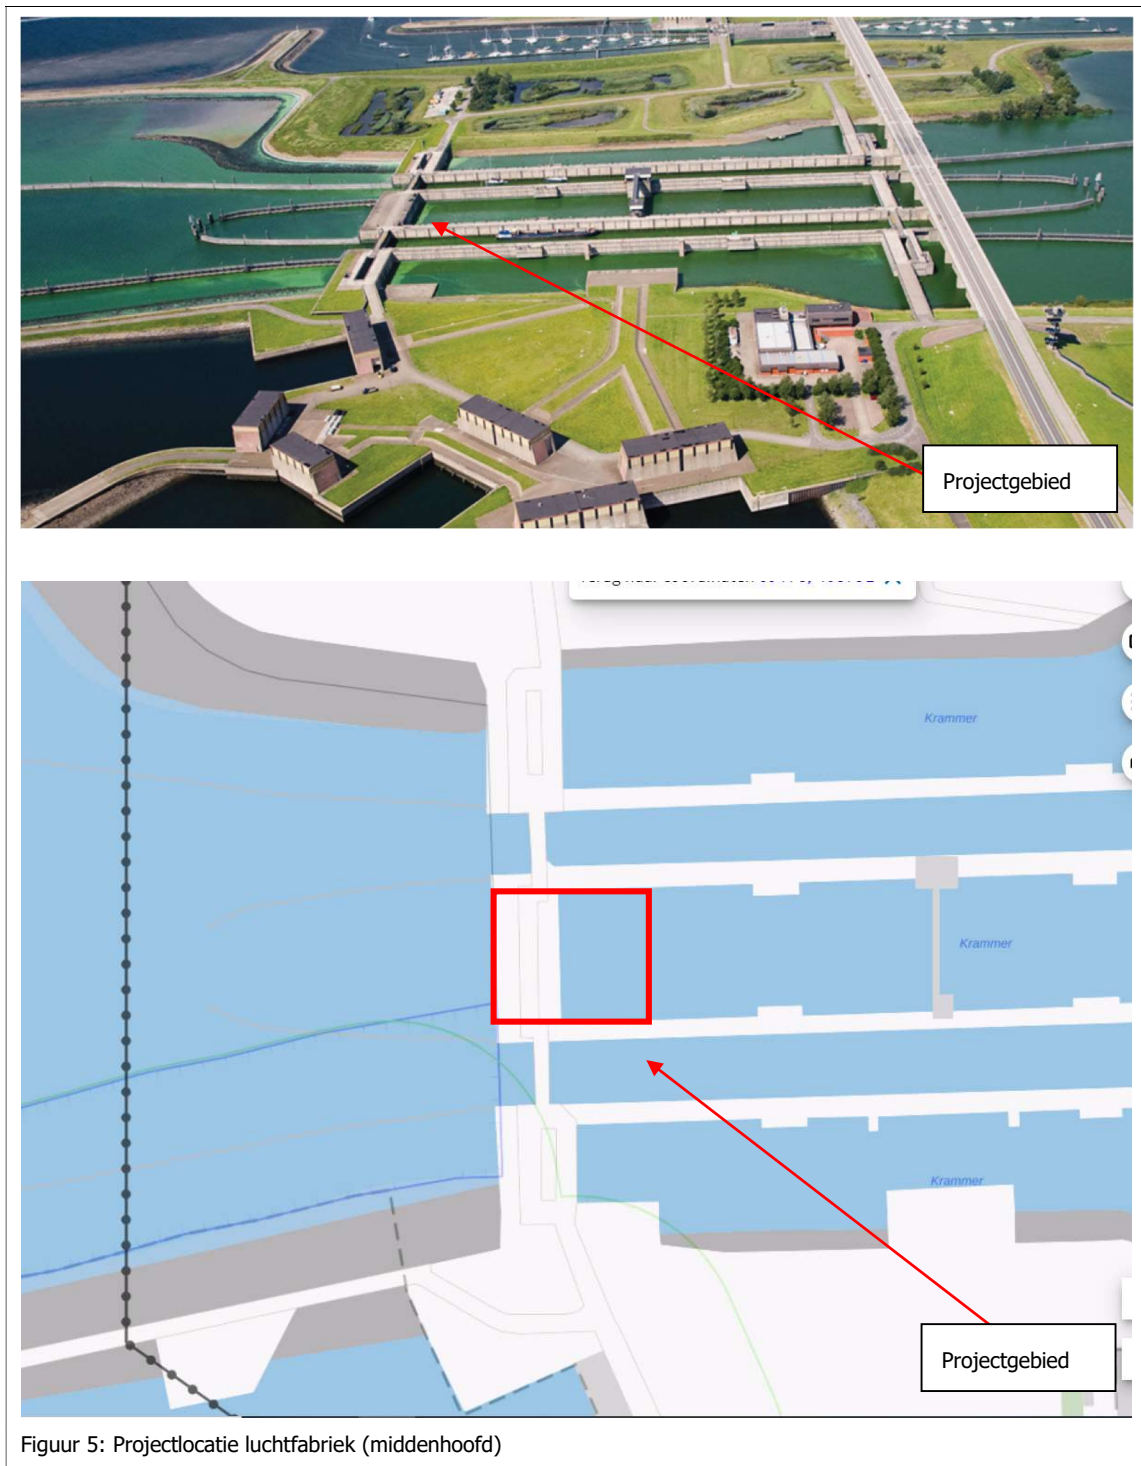 Projectgebied
Krammer
Krammer
Krammer
Projectgebied
Figuur 5: Projectlocatie luchtfabriek (middenhoofd)